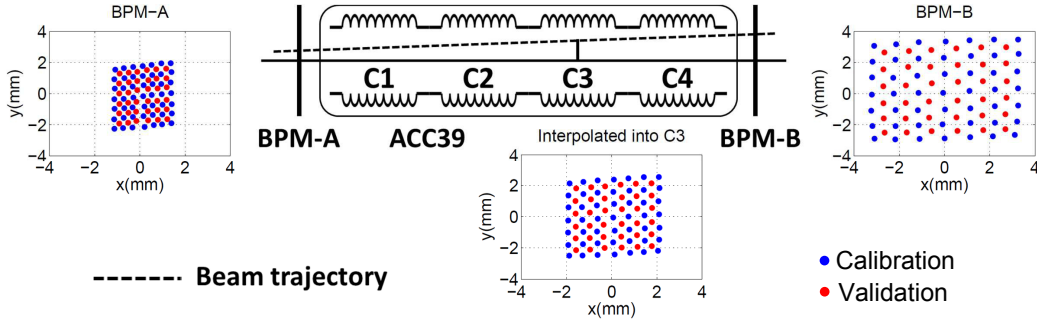 BPM−A
4
2
0
−2
−4
−4
−2
0
2
4
x(mm)
y(mm)
C1
C2
C3
C4
BPM-A
ACC39
BPM-B
BPM−B
4
2
0
−2
−4
−4
−2
0
2
4
x(mm)
y(mm)
Interpolated into C3
4
2
0
−2
−4
−4
−2
0
2
4
x(mm)
y(mm)
Beam trajectory
Calibration
Validation